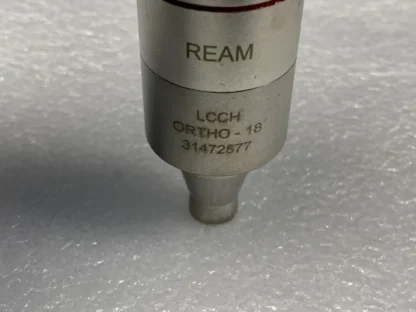 REAM
LCCH
ORTHO - 18
31472577